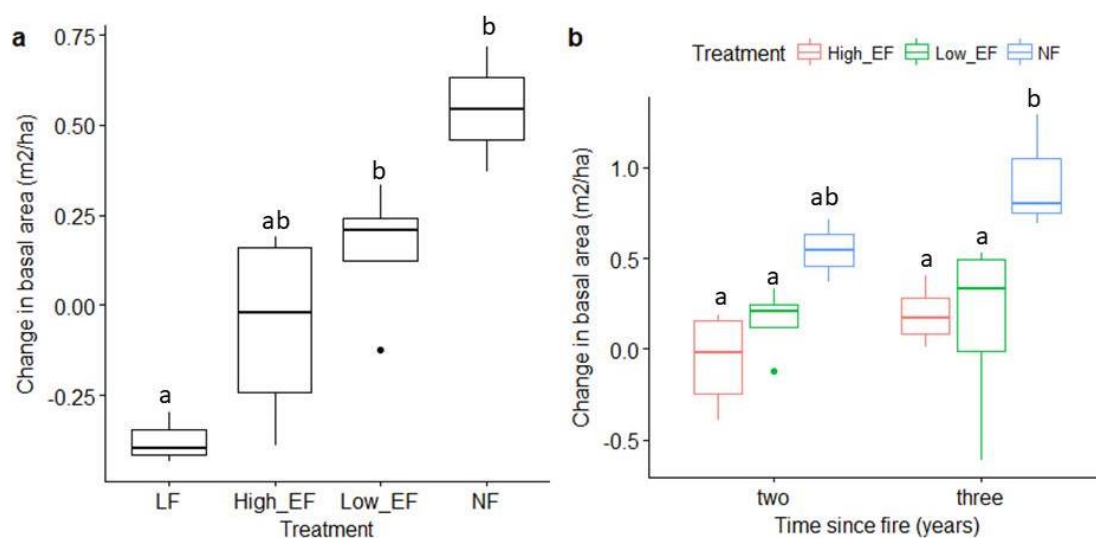 a
Change in basal area (m2/ha)
0.75
0.50
0.25
0.00
-0.25
a
ab
b
b
LF High_EF Low_EF NF
Treatment
b
Treatment High_EF Low_EF NF
Change in basal area (m2/ha)
1.0
0.5
0.0
-0.5
a
a
ab
a
a
b
two three
Time since fire (years)